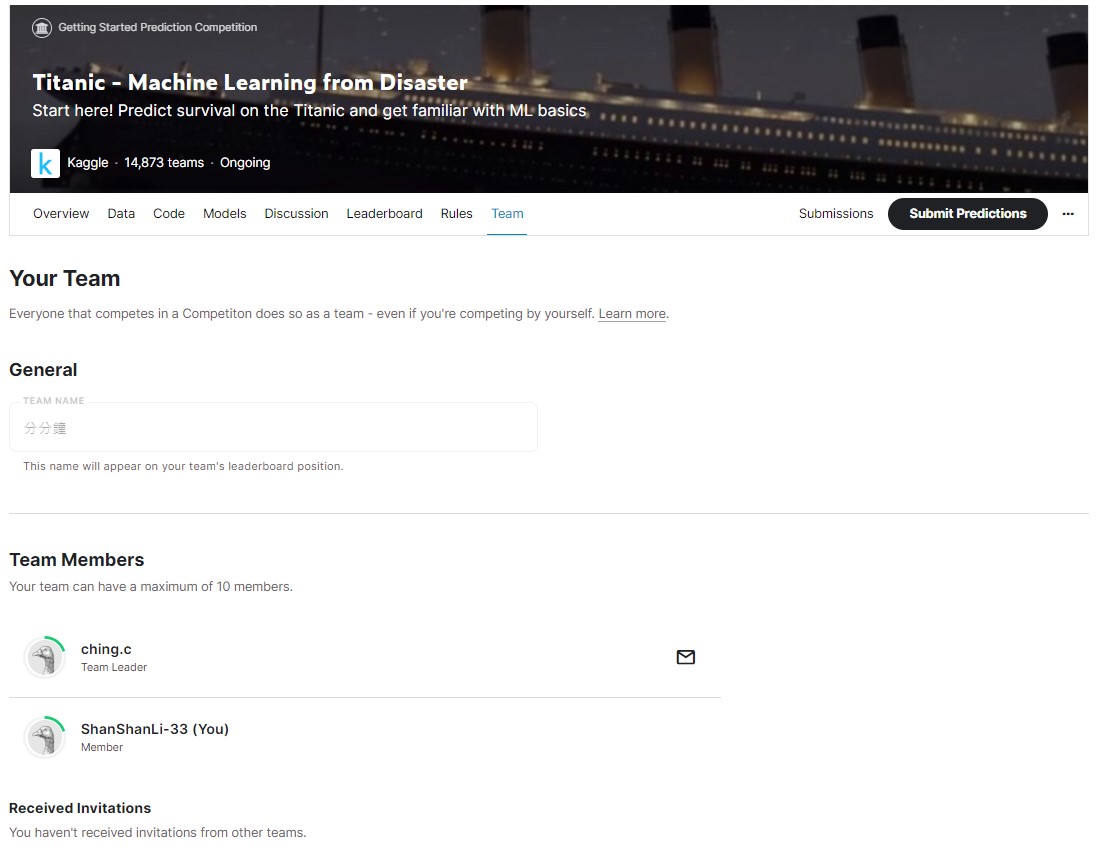 Getting Started Prediction Competition
Titanic - Machine Learning from Disaster
Start here! Predict survival on the Titanic and get familiar with ML basics
k Kaggle · 14,873 teams · Ongoing
Overview Data Code Models Discussion Leaderboard Rules Team Submissions Submit Predictions ...
Your Team
Everyone that competes in a Competiton does so as a team - even if you're competing by yourself. Learn more.
General
TEAM NAME
分分鐘
This name will appear on your team's leaderboard position.
Team Members
Your team can have a maximum of 10 members.
ching.c
Team Leader
ShanShanLi-33 (You)
Member
Received Invitations
You haven't received invitations from other teams.